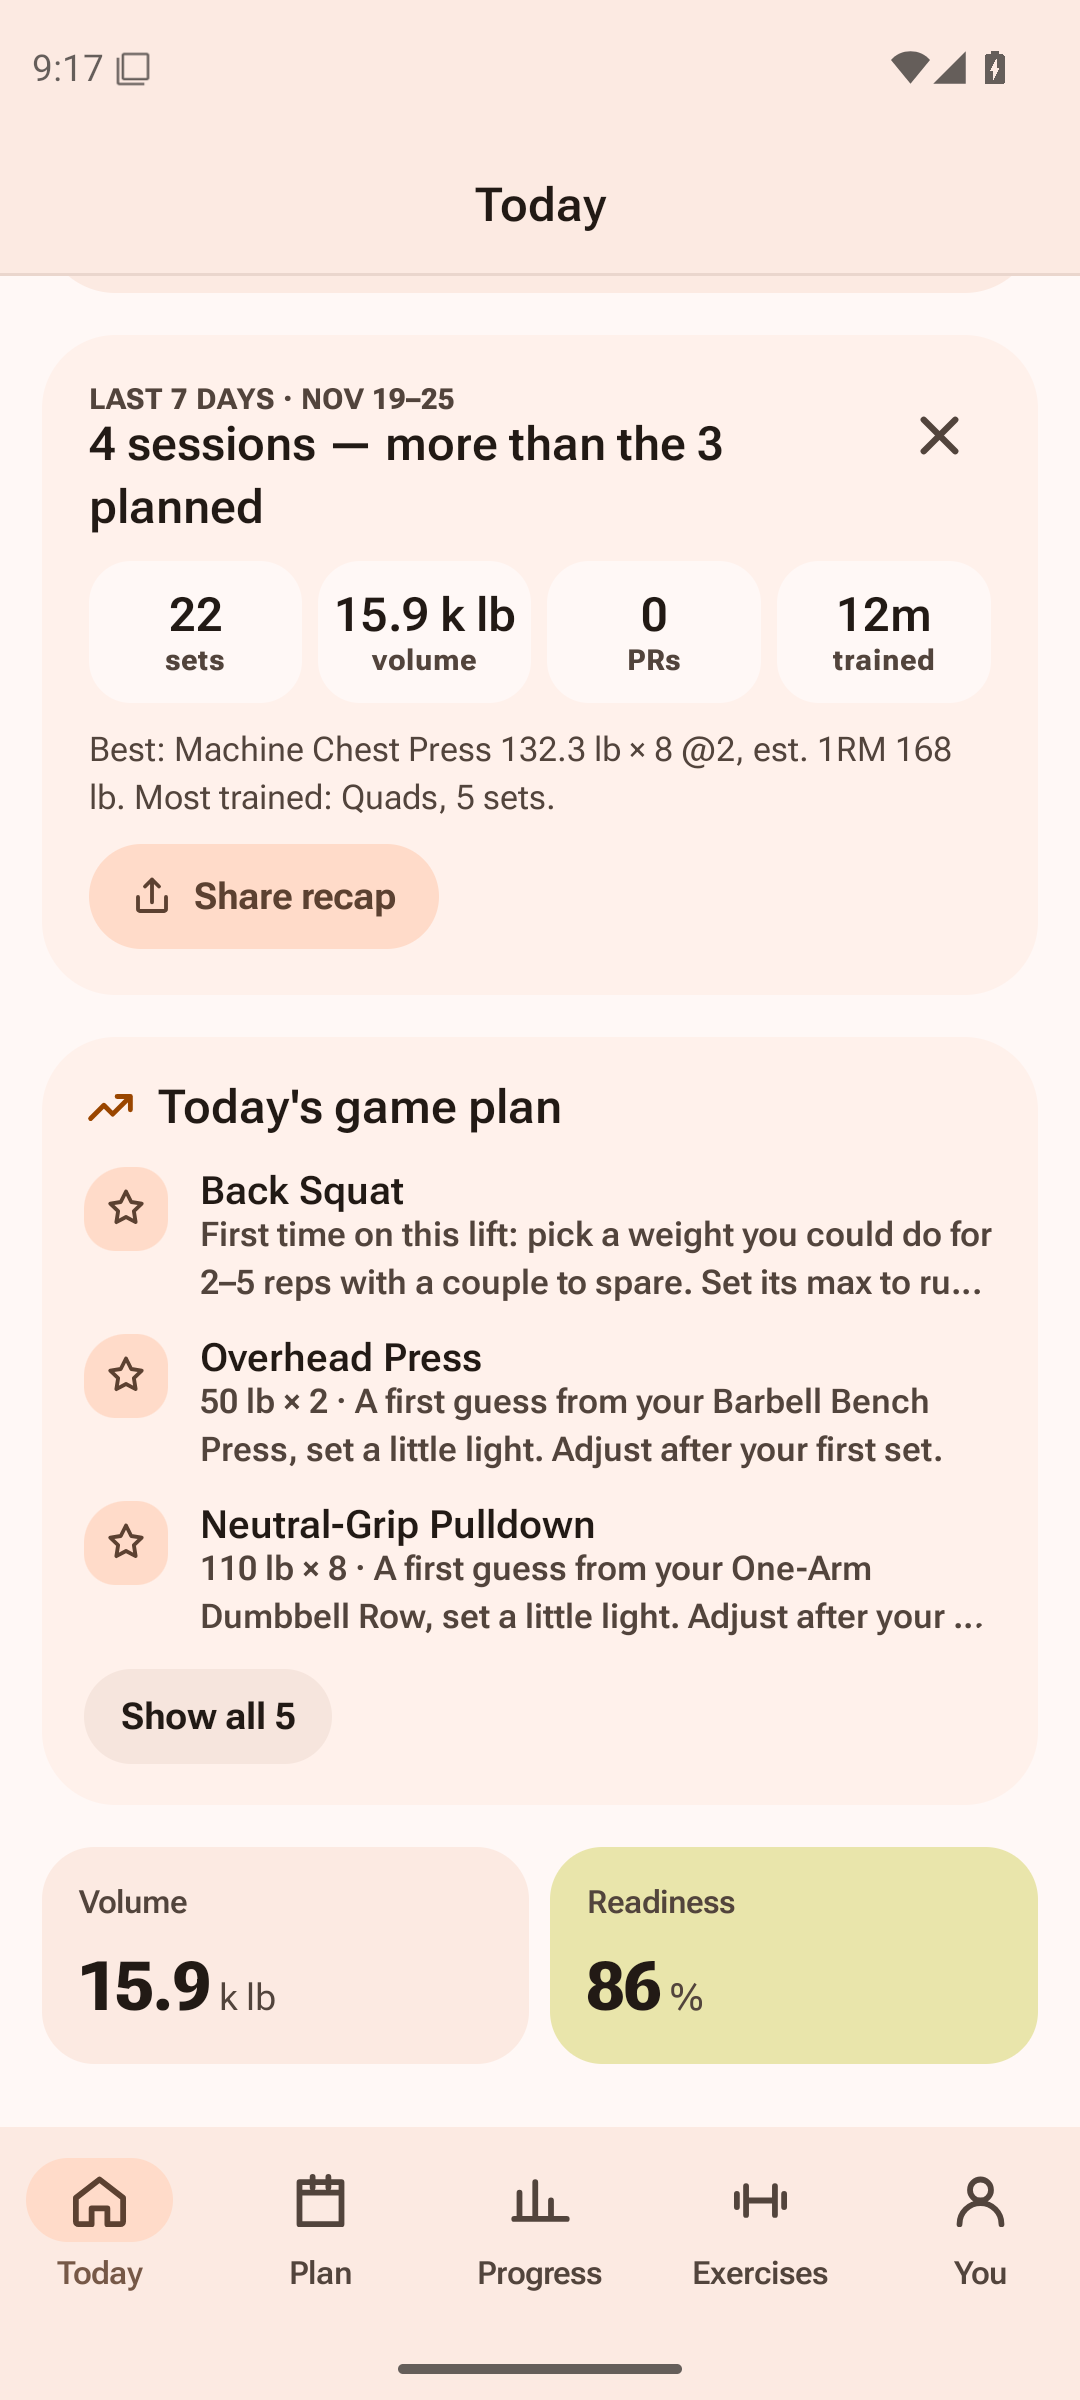 9:17
Today
LAST 7 DAYS · NOV 19–25
4 sessions — more than the 3
planned
22
sets
15.9 k lb
volume
0
PRs
12m
trained
Best: Machine Chest Press 132.3 lb × 8 @2, est. 1RM 168
lb. Most trained: Quads, 5 sets.
Share recap
Today's game plan
Back Squat
First time on this lift: pick a weight you could do for
2–5 reps with a couple to spare. Set its max to ru...
Overhead Press
50 lb × 2 · A first guess from your Barbell Bench
Press, set a little light. Adjust after your first set.
Neutral-Grip Pulldown
110 lb × 8 · A first guess from your One-Arm
Dumbbell Row, set a little light. Adjust after your ...
Show all 5
Volume
15.9 k lb
Readiness
86 %
Today
Plan
Progress
Exercises
You